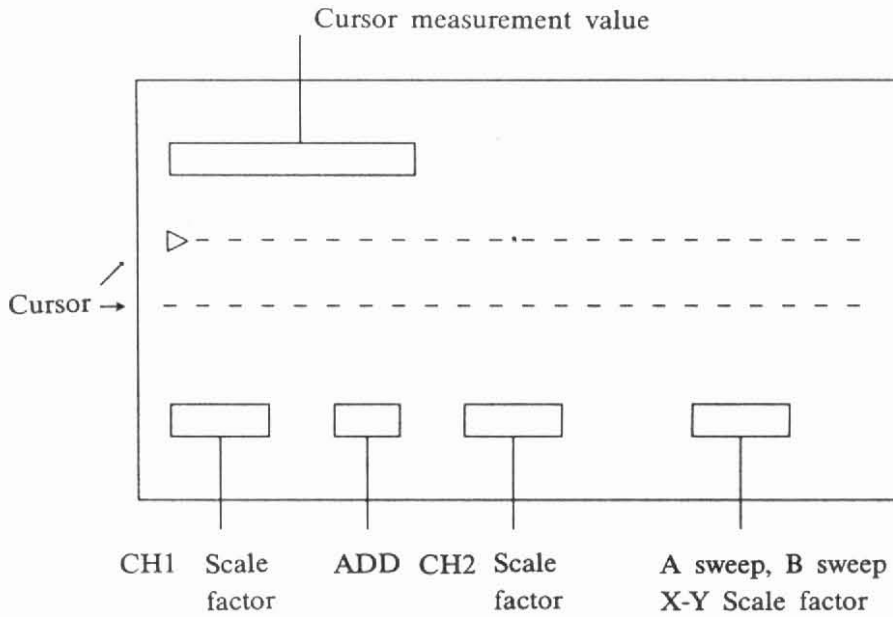 Cursor measurement value
Cursor
CH1 Scale factor
ADD
CH2 Scale factor
A sweep, B sweep
X-Y Scale factor